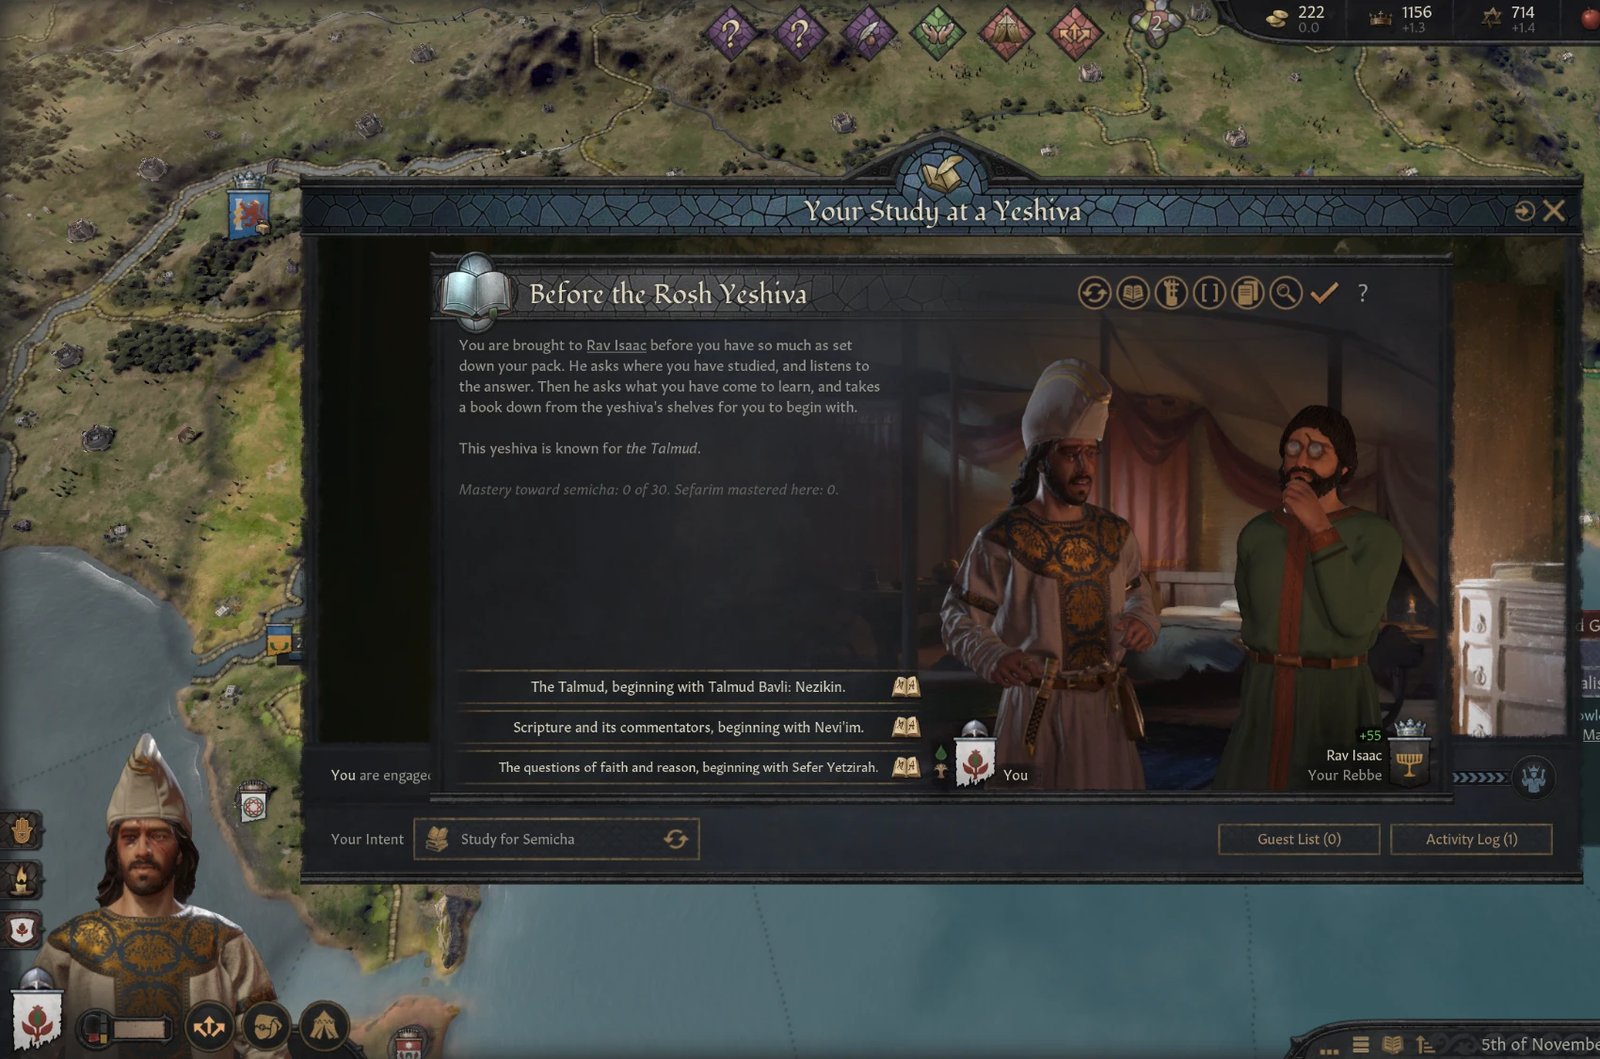 222
0.0
1156
+1.3
714
+1.4
2
Your Study at a Yeshiva
Before the Rosh Yeshiva
?
You are brought to Rav Isaac before you have so much as set
down your pack. He asks where you have studied, and listens to
the answer. Then he asks what you have come to learn, and takes
a book down from the yeshiva's shelves for you to begin with.
This yeshiva is known for the Talmud.
Mastery toward semicha: 0 of 30. Sefarim mastered here: 0.
The Talmud, beginning with Talmud Bavli: Nezikin.
Scripture and its commentators, beginning with Nevi'im.
The questions of faith and reason, beginning with Sefer Yetzirah.
You
+55
Rav Isaac
Your Rebbe
You are engage
Your Intent
Study for Semicha
Guest List (0)
Activity Log (1)
5th of Novembe